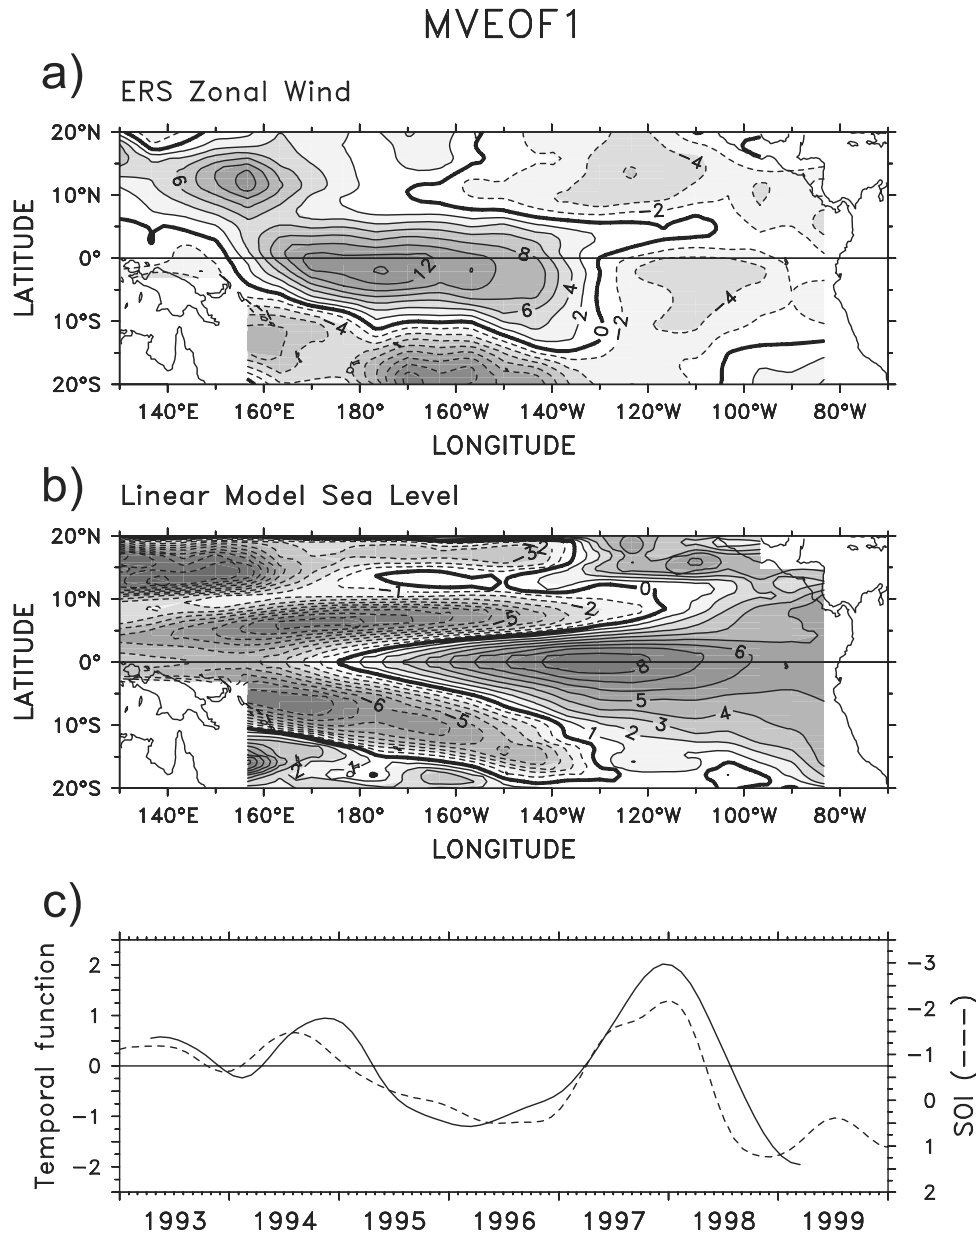 MVEOF1
a)
ERS Zonal Wind
20°N
10°N
0°
10°S
20°S
LATITUDE
6
-4
-2
8
12
4
6
2
0
-2
-4
-4
140°E 160°E 180° 160°W 140°W 120°W 100°W 80°W
LONGITUDE
b)
Linear Model Sea Level
20°N
10°N
0°
10°S
20°S
LATITUDE
-3
-2
-1
0
-2
-5
6
8
-6
-5
5
4
3
2
1
140°E 160°E 180° 160°W 140°W 120°W 100°W 80°W
LONGITUDE
c)
Temporal function
2
1
0
-1
-2
-3
-2
-1
0
1
2
SOI (---)
1993 1994 1995 1996 1997 1998 1999